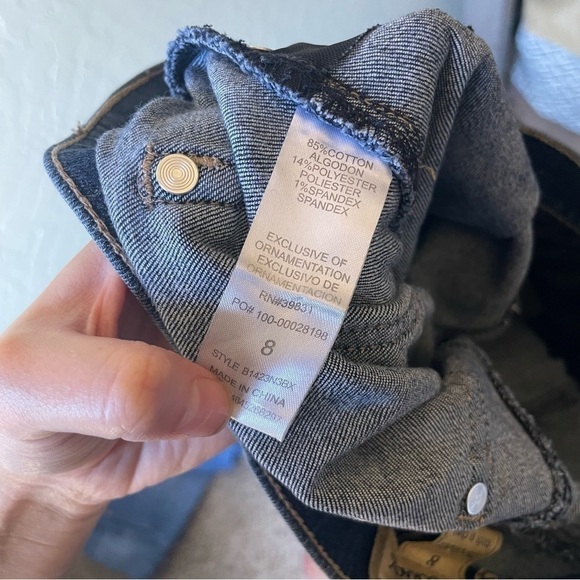 85%COTTON
ALGODON
14%POLYESTER
POLIESTER
1%SPANDEX
SPANDEX
EXCLUSIVE OF
ORNAMENTATION
EXCLUSIVO DE
ORNAMENTACION
RN#39831
PO# 100-00028198
8
STYLE B1423N3BX
MADE IN CHINA
8